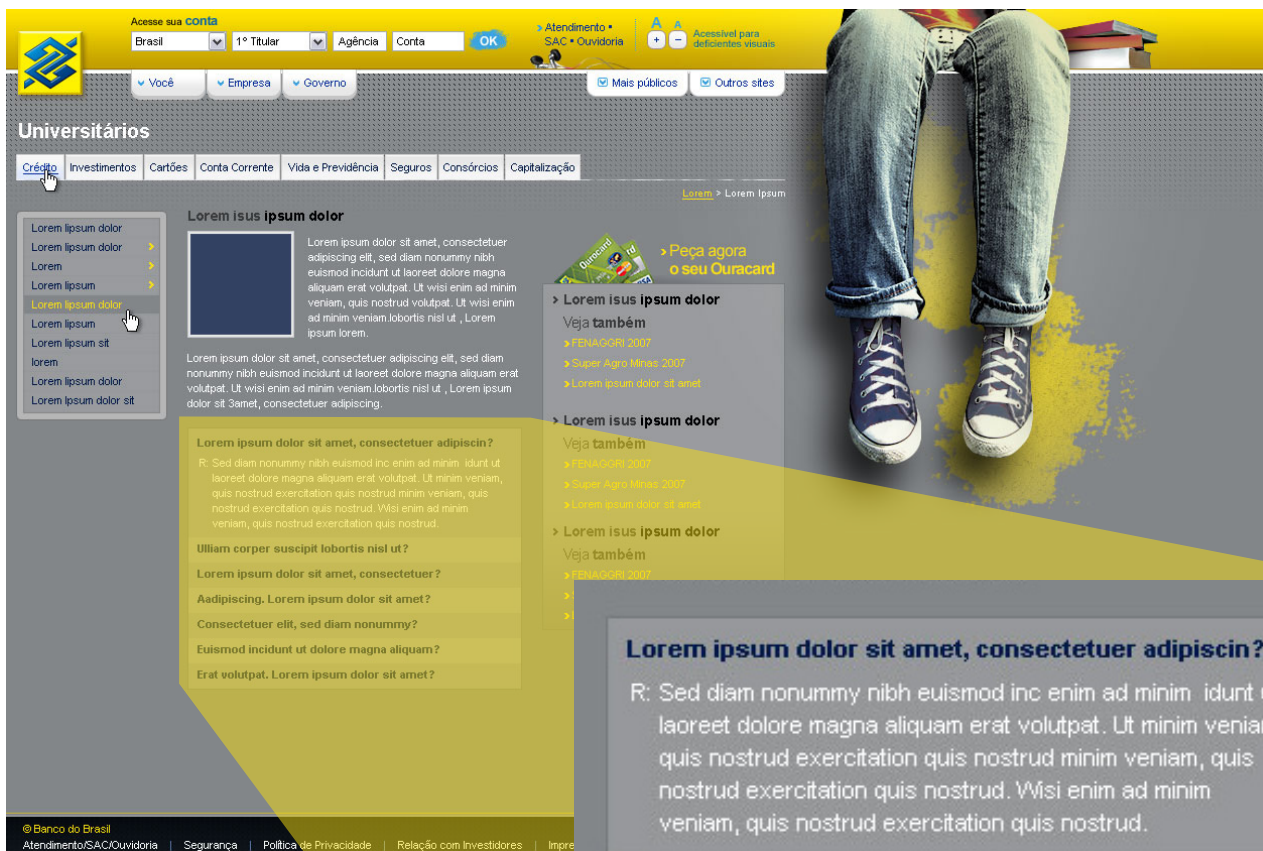 Acesse sua conta
Brasil
1º Titular
Agência
Conta
OK
Atendimento •
SAC • Ouvidoria
A A
+ -
Acessível para
deficientes visuais
Você
Empresa
Governo
Mais públicos
Outros sites
Universitários
Crédito
Investimentos
Cartões
Conta Corrente
Vida e Previdência
Seguros
Consórcios
Capitalização
Lorem > Lorem Ipsum
Lorem lipsum dolor
Lorem lipsum dolor
Lorem
Lorem lipsum
Lorem lipsum dolor
Lorem lipsum
Lorem lipsum sit
lorem
Lorem lipsum dolor
Lorem Ipsum dolor sit
Lorem isus ipsum dolor
Lorem ipsum dolor sit amet, consectetuer
adipiscing elit, sed diam nonummy nibh
euismod incidunt ut laoreet dolore magna
aliquam erat volutpat. Ut wisi enim ad minim
veniam, quis nostrud volutpat. Ut wisi enim
ad minim veniam.lobortis nisl ut , Lorem
ipsum lorem.
Lorem ipsum dolor sit amet, consectetuer adipiscing elit, sed diam
nonummy nibh euismod incidunt ut laoreet dolore magna aliquam erat
volutpat. Ut wisi enim ad minim veniam.lobortis nisl ut , Lorem ipsum
dolor sit 3amet, consectetuer adipiscing.
Lorem ipsum dolor sit amet, consectetuer adipiscin?
R: Sed diam nonummy nibh euismod inc enim ad minim idunt ut
laoreet dolore magna aliquam erat volutpat. Ut minim veniam,
quis nostrud exercitation quis nostrud minim veniam, quis
nostrud exercitation quis nostrud. Wisi enim ad minim
veniam, quis nostrud exercitation quis nostrud.
Ulliam corper suscipit lobortis nisl ut?
Lorem ipsum dolor sit amet, consectetuer?
Aadipiscing. Lorem ipsum dolor sit amet?
Consectetuer elit, sed diam nonummy?
Euismod incidunt ut dolore magna aliquam?
Erat volutpat. Lorem ipsum dolor sit amet?
Ourocard
Peça agora
o seu Ouracard
Lorem isus ipsum dolor
Veja também
FENAGGRI 2007
Super Agro Minas 2007
Lorem ipsum dolor sit amet
Lorem isus ipsum dolor
Veja também
FENAGGRI 2007
Super Agro Minas 2007
Lorem ipsum dolor sit amet
Lorem isus ipsum dolor
Veja também
FENAGGRI 2007
Lorem ipsum dolor sit amet, consectetuer adipiscin?
R: Sed diam nonummy nibh euismod inc enim ad minim idunt
laoreet dolore magna aliquam erat volutpat. Ut minim veniam
quis nostrud exercitation quis nostrud minim veniam, quis
nostrud exercitation quis nostrud. Wisi enim ad minim
veniam, quis nostrud exercitation quis nostrud.
© Banco do Brasil
Atendimento/SAC/Ouvidoria | Segurança | Política de Privacidade | Relação com Investidores | Impre